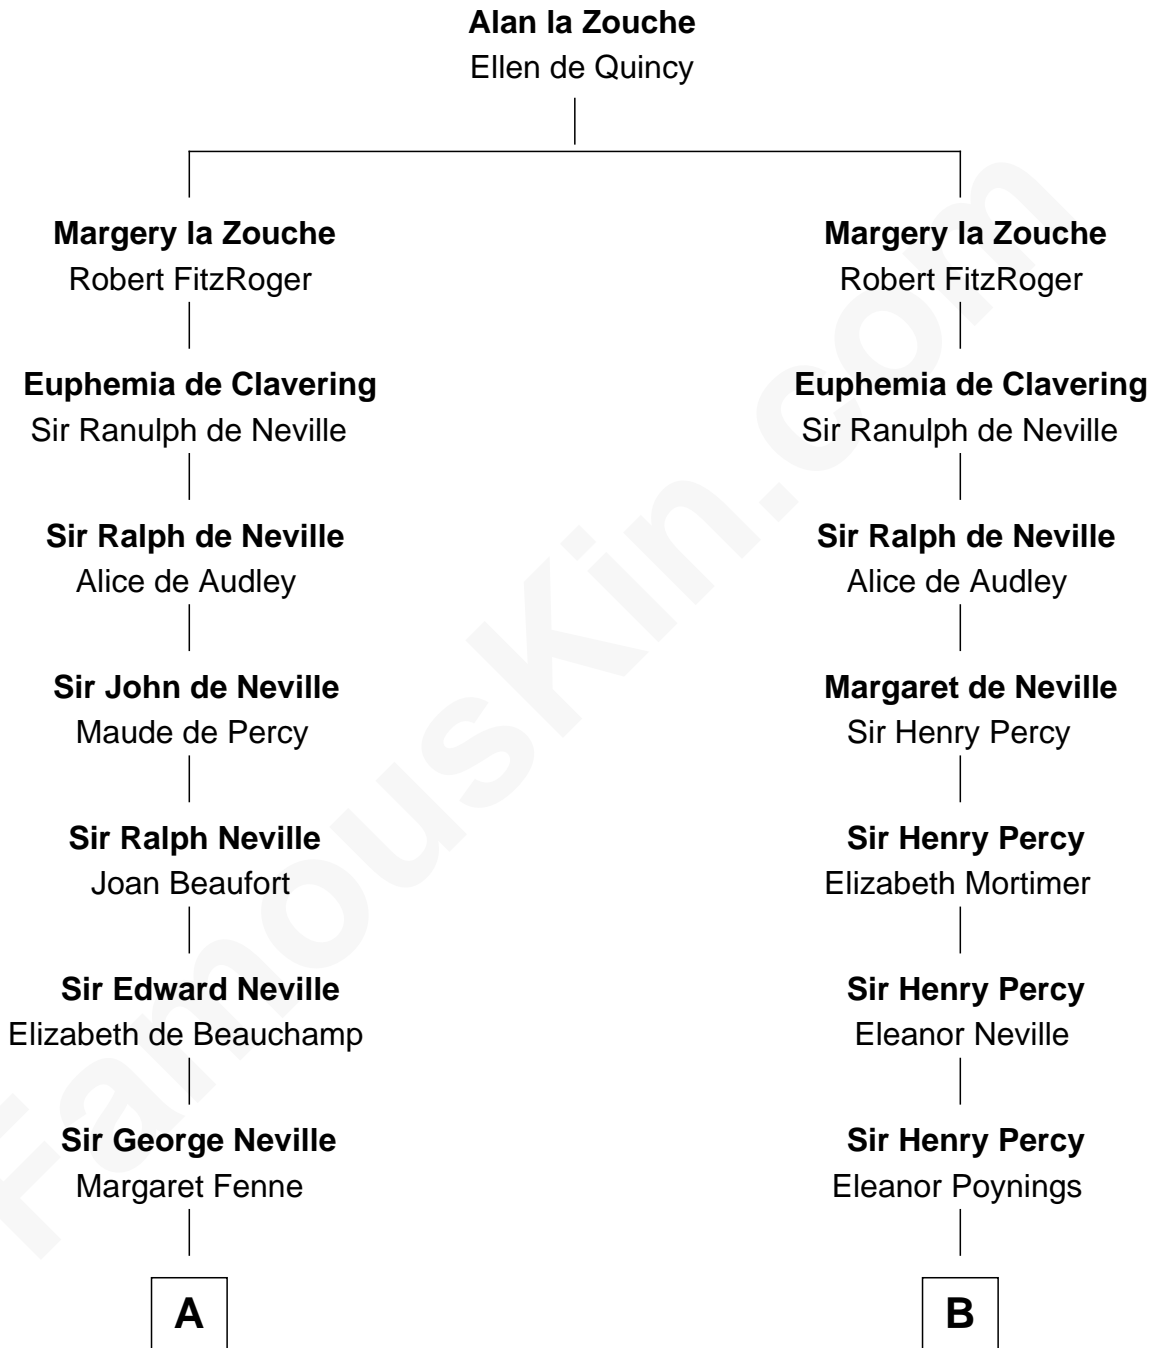 Alan la Zouche
Ellen de Quincy
Margery la Zouche
Robert FitzRoger
Margery la Zouche
Robert FitzRoger
Euphemia de Clavering
Sir Ranulph de Neville
Euphemia de Clavering
Sir Ranulph de Neville
Sir Ralph de Neville
Alice de Audley
Sir Ralph de Neville
Alice de Audley
Sir John de Neville
Maude de Percy
Margaret de Neville
Sir Henry Percy
Sir Ralph Neville
Joan Beaufort
Sir Henry Percy
Elizabeth Mortimer
Sir Edward Neville
Elizabeth de Beauchamp
Sir Henry Percy
Eleanor Neville
Sir George Neville
Margaret Fenne
Sir Henry Percy
Eleanor Poynings
A
B
FamousKin.com